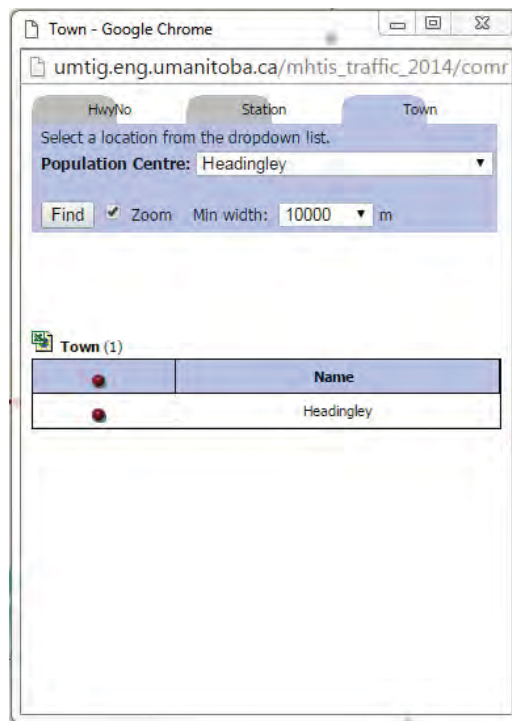 Town - Google Chrome
umtig.eng.umanitoba.ca/mhtis_traffic_2014/comr
HwyNo Station Town
Select a location from the dropdown list.
Population Centre: Headingley
Find Zoom Min width: 10000 m
Town (1)
Name
Headingley